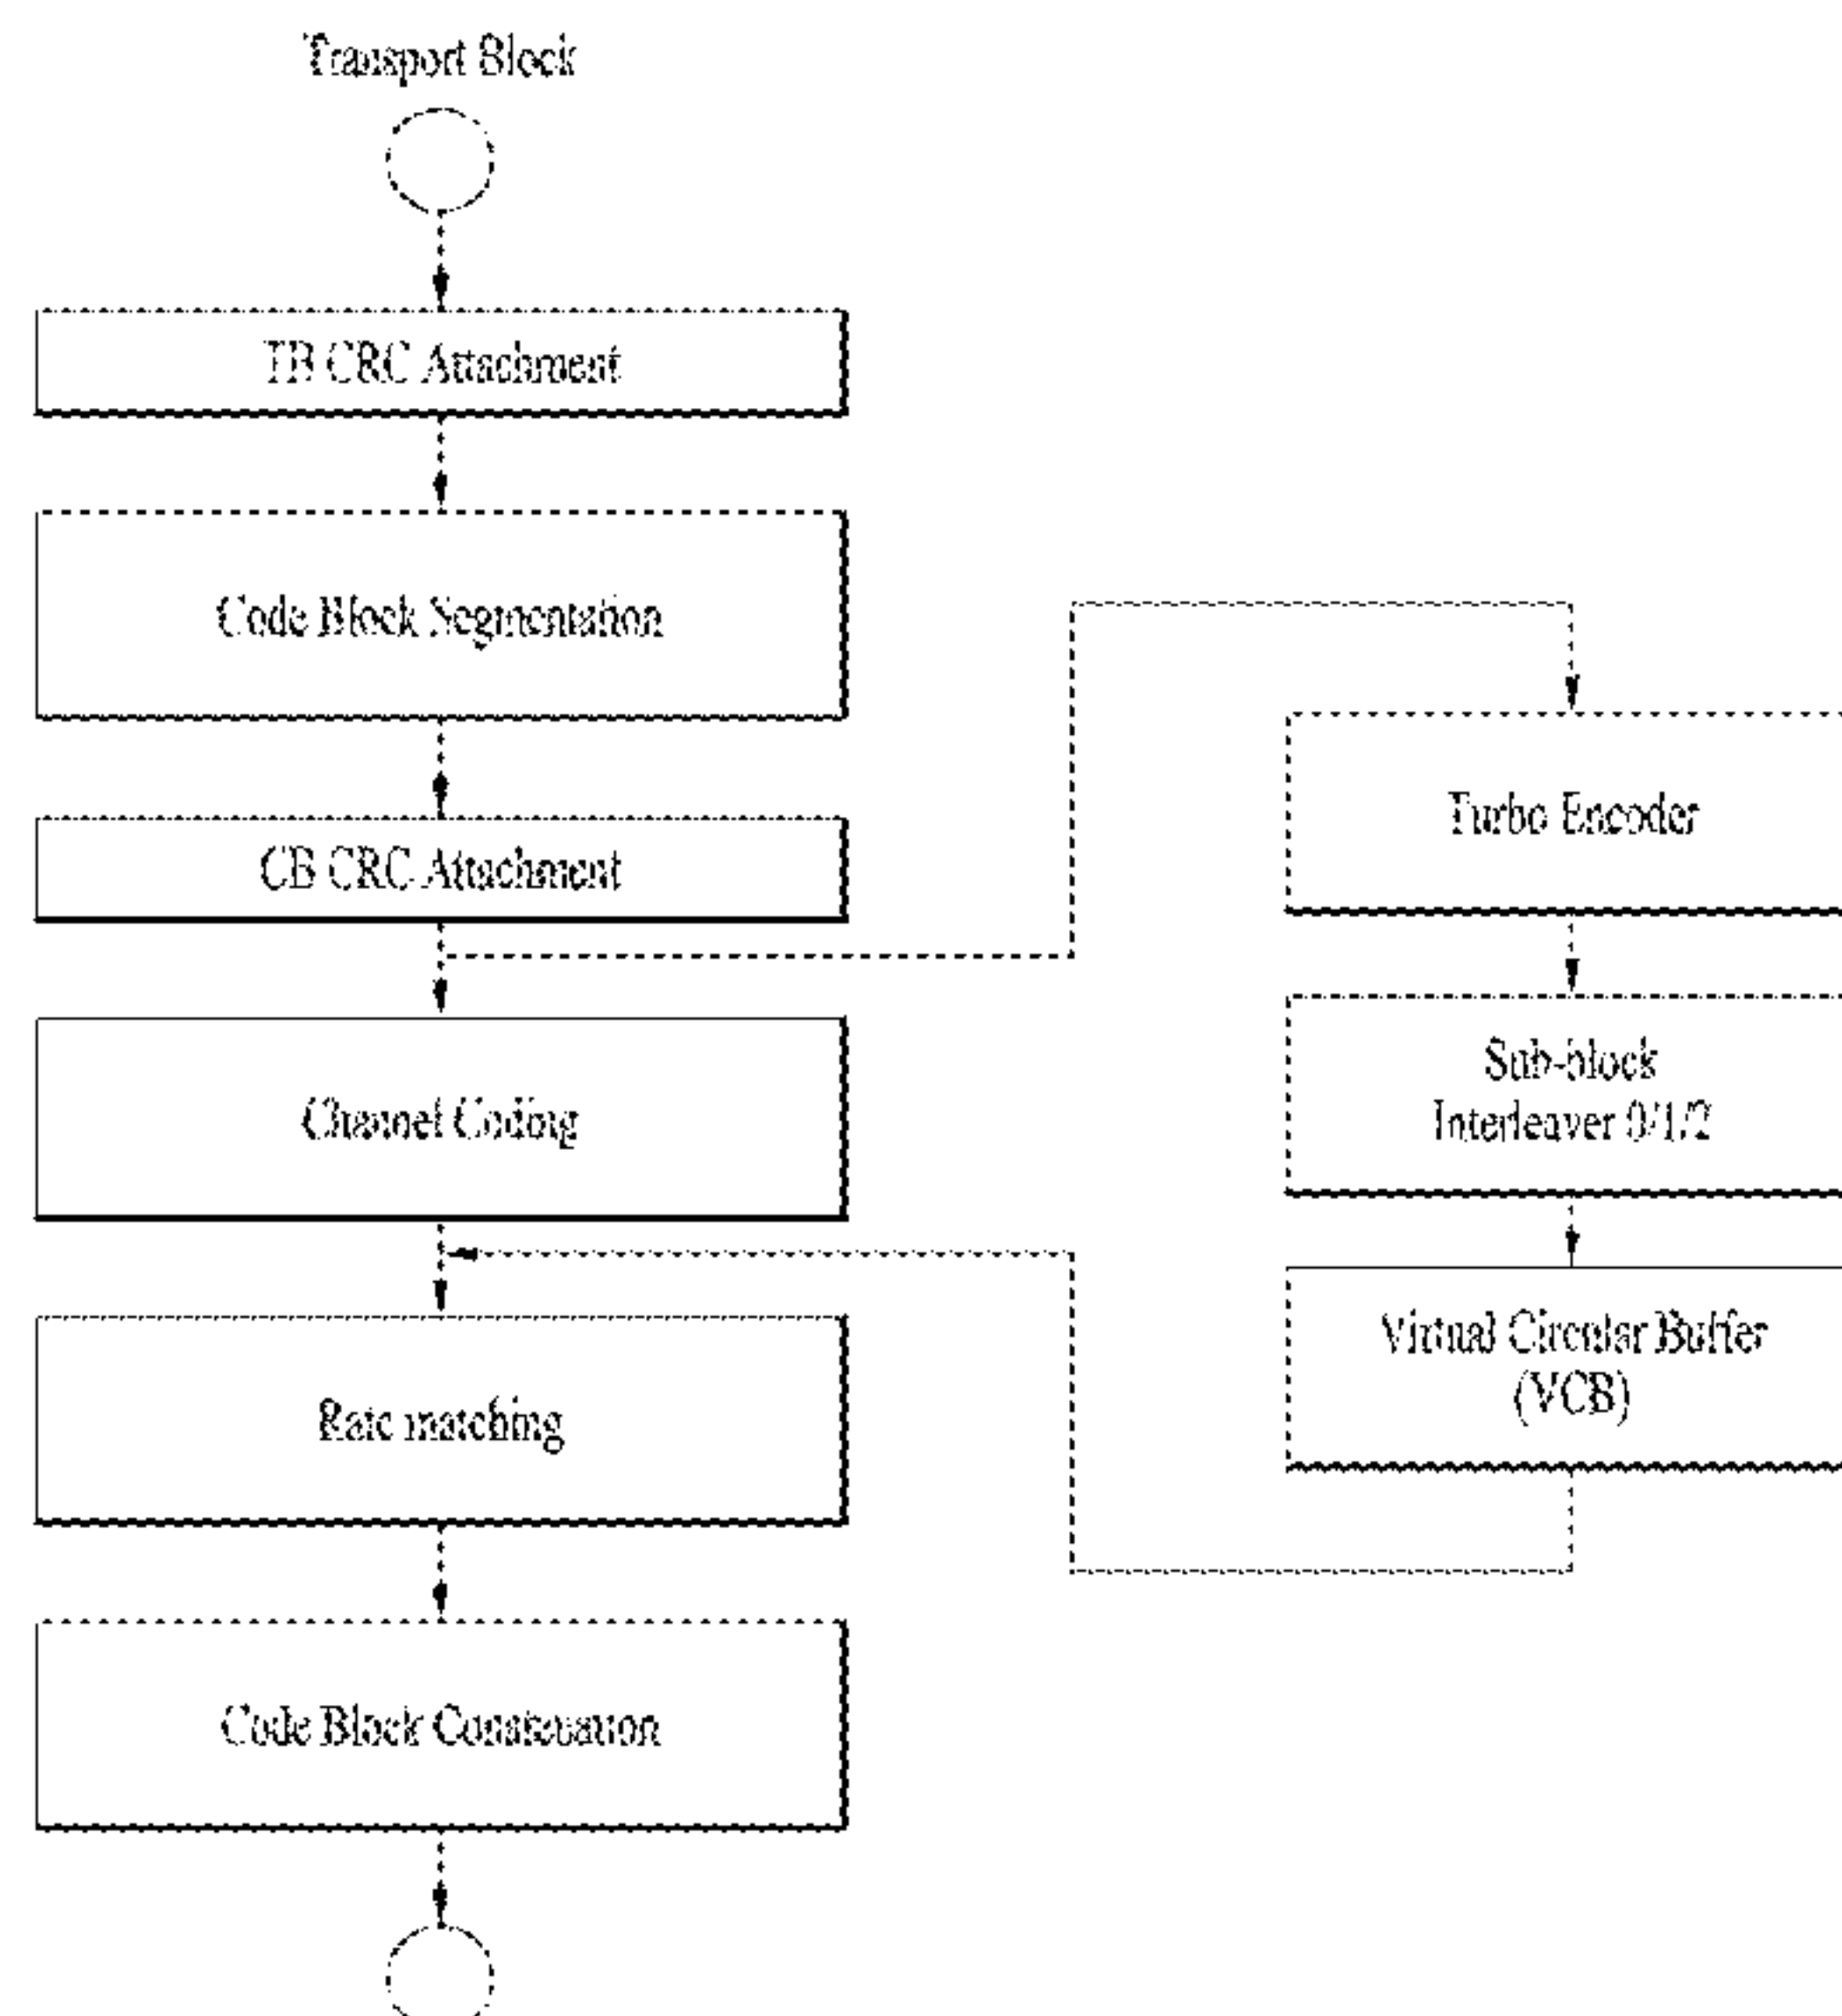 Transport Block
TB CRC Attachment
Code Block Segmentation
CB CRC Attachment
Channel Coding
Rate matching
Code Block
Turbo Encoder
Sub-block
Interleaver 0/1/2
Virtual Circular Buffer
(VCB)